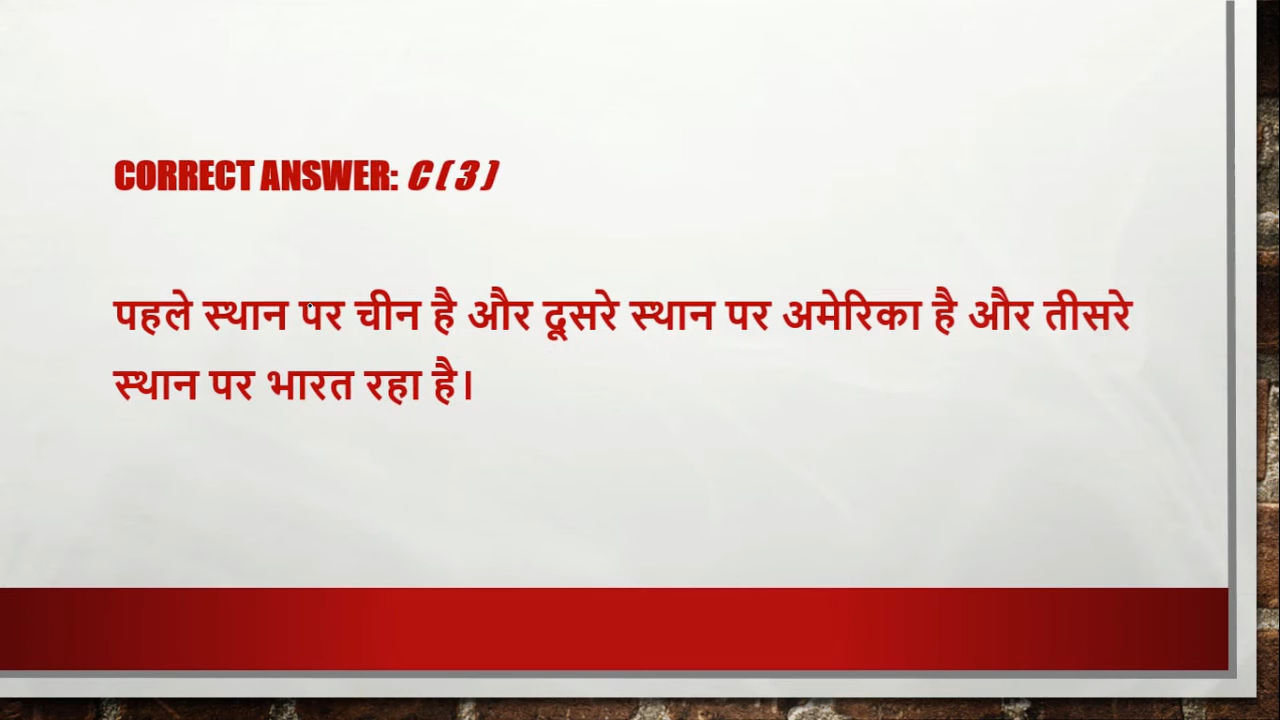 CORRECT ANSWER: C ( 3 )
पहले स्थान पर चीन है और दूसरे स्थान पर अमेरिका है और तीसरे
स्थान पर भारत रहा है।